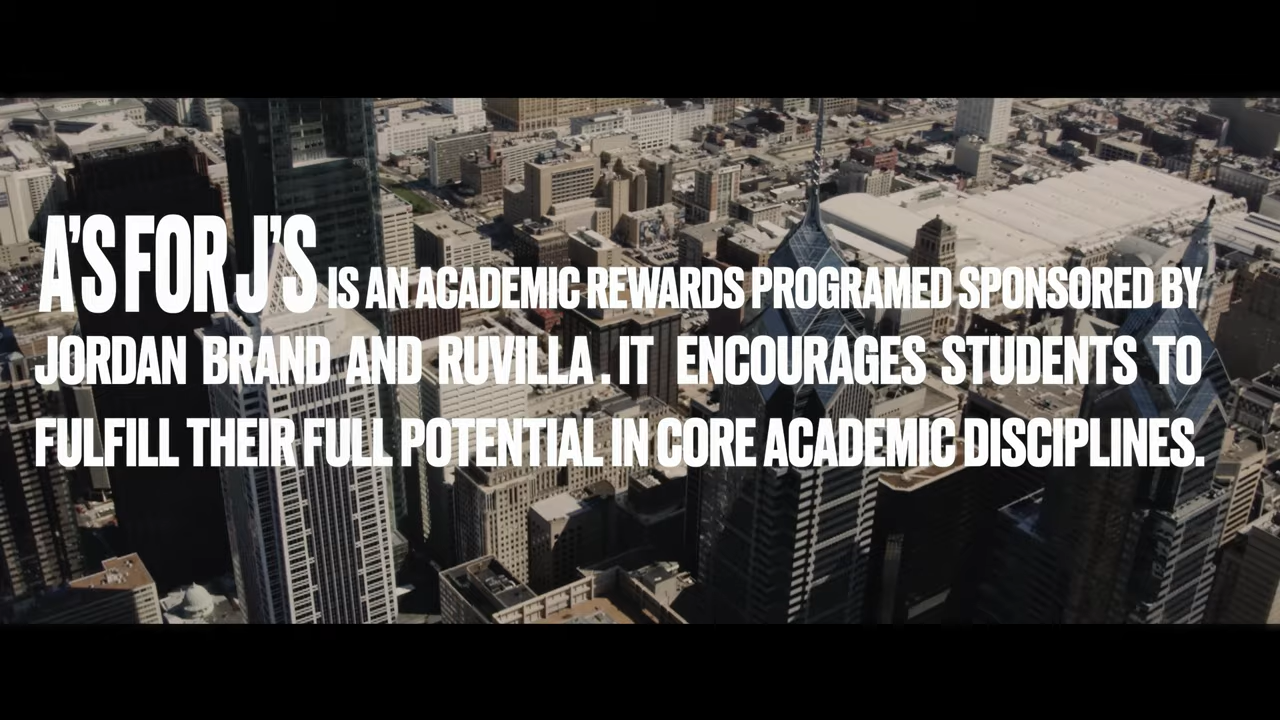 A'S FOR J'S IS AN ACADEMIC REWARDS PROGRAMED SPONSORED BY
JORDAN BRAND AND RUVILLA. IT ENCOURAGES STUDENTS TO
FULFILL THEIR FULL POTENTIAL IN CORE ACADEMIC DISCIPLINES.